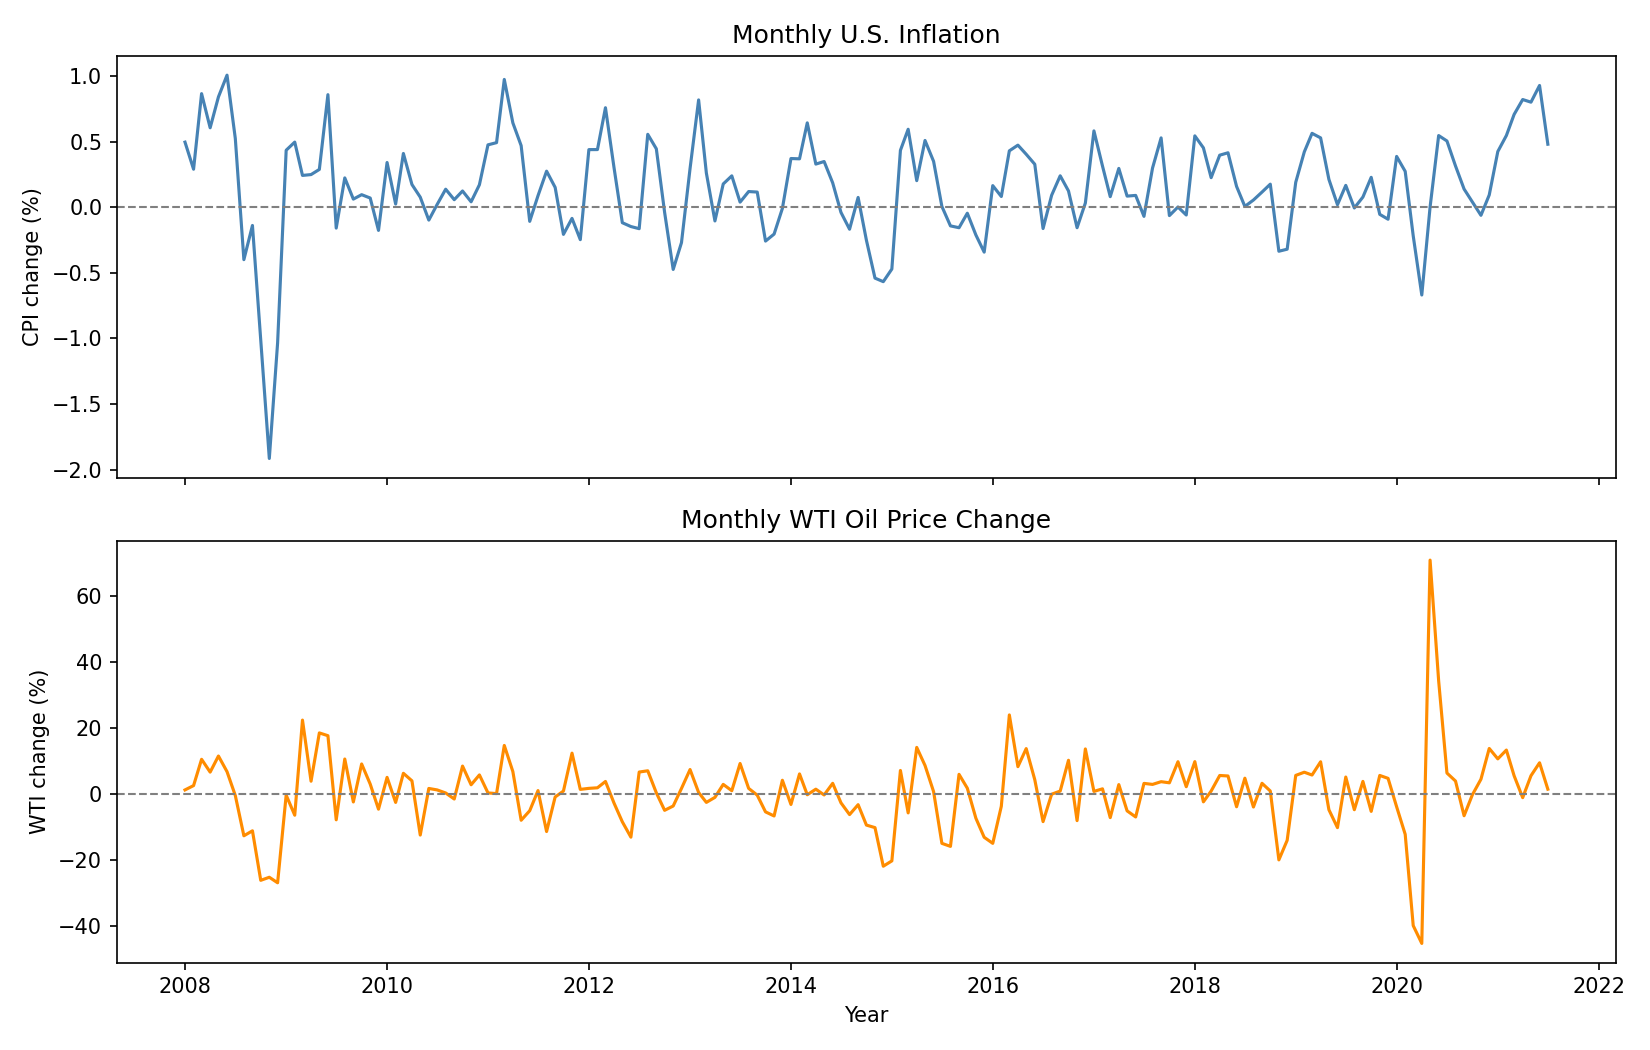 Monthly U.S. Inflation
CPI change (%)
1.0
0.5
0.0
−0.5
−1.0
−1.5
−2.0
Monthly WTI Oil Price Change
WTI change (%)
60
40
20
0
−20
−40
2008 2010 2012 2014 2016 2018 2020 2022
Year